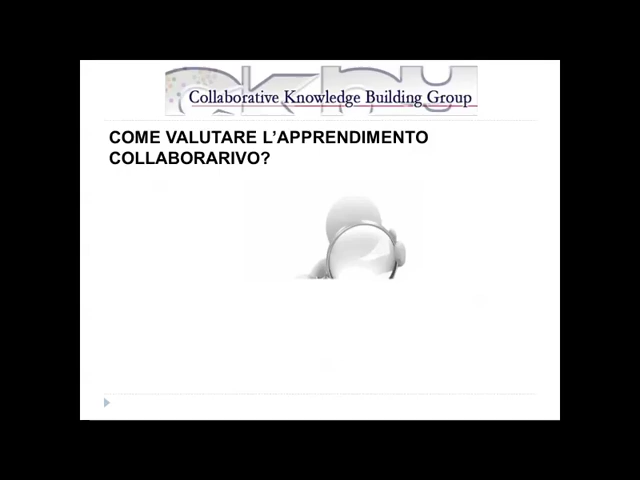 Collaborative Knowledge Building Group
COME VALUTARE L’APPRENDIMENTO
COLLABORARIVO?